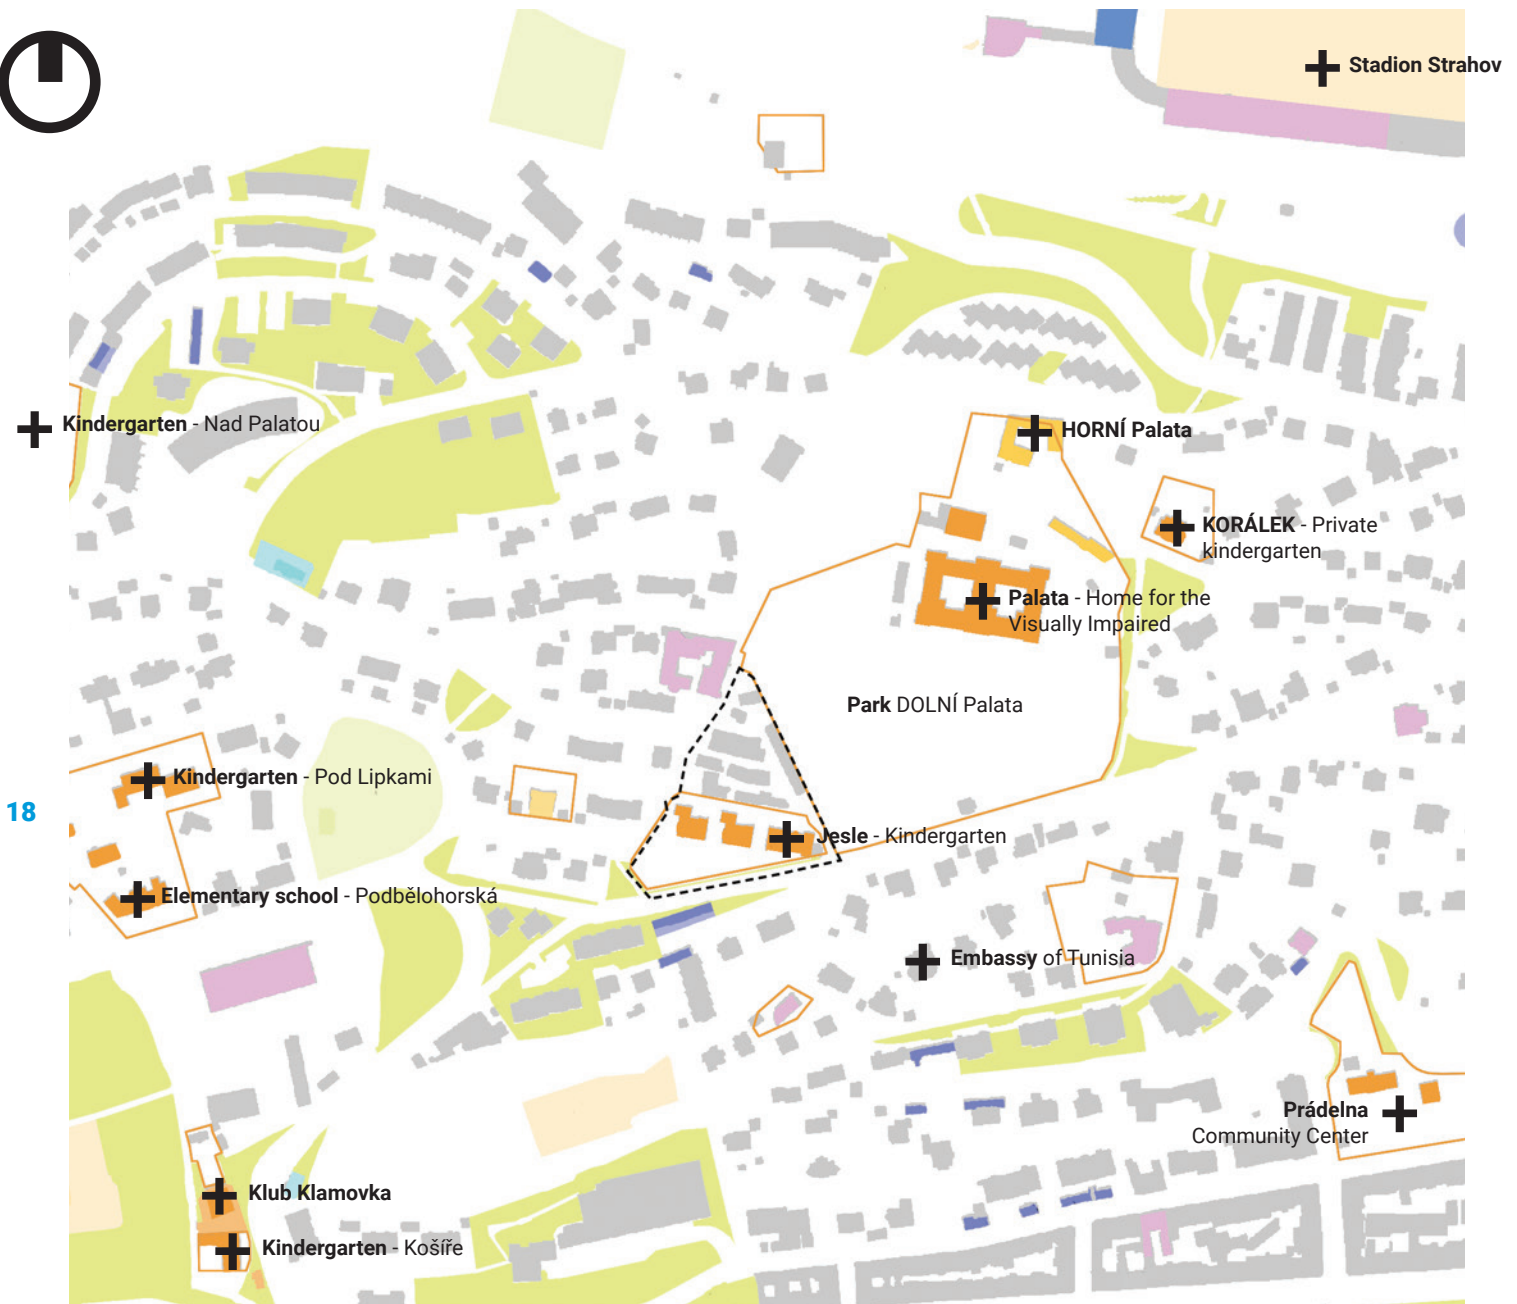 Stadion Strahov
Kindergarten - Nad Palatou
HORNÍ Palata
KORÁLEK - Private
kindergarten
Palata - Home for the
Visually Impaired
Park DOLNÍ Palata
Kindergarten - Pod Lipkami
18
Jesle - Kindergarten
Elementary school - Podbělohorská
Embassy of Tunisia
Prádelna
Community Center
Klub Klamovka
Kindergarten - Košíře